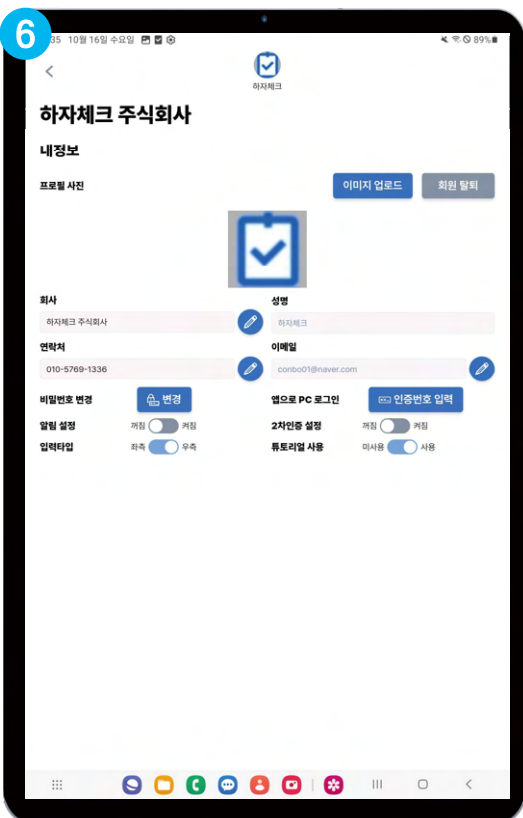 6
35 10월 16일 수요일 89%
하자체크
하자체크 주식회사
내정보
프로필 사진 이미지 업로드 회원 탈퇴
회사 성명
하자체크 주식회사 하자체크
연락처 이메일
010-5769-1336 conbo01@naver.com
비밀번호 변경 변경 앱으로 PC 로그인 인증번호 입력
알림 설정 꺼짐 켜짐 2차인증 설정 꺼짐 켜짐
입력타입 좌측 우측 튜토리얼 사용 미사용 사용